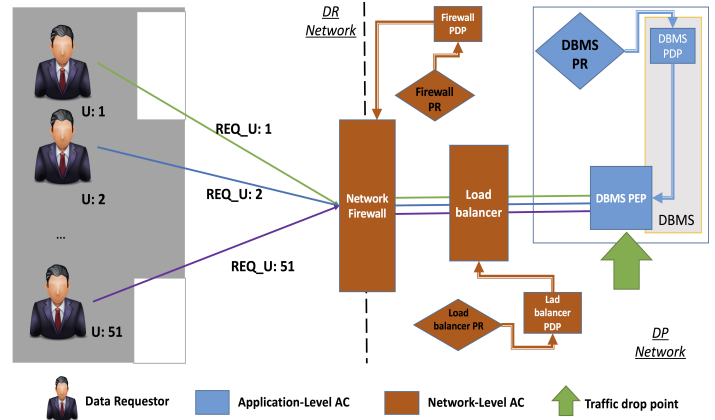 DR
Network
Firewall
PDP
Firewall
PR
DBMS
PR
DBMS
PDP
U: 1
REQ_U: 1
U: 2
REQ_U: 2
...
REQ_U: 51
U: 51
Network
Firewall
Load
balancer
DBMS PEP
DBMS
Load
balancer PR
Lad
balancer
PDP
DP
Network
Data Requestor
Application-Level AC
Network-Level AC
Traffic drop point